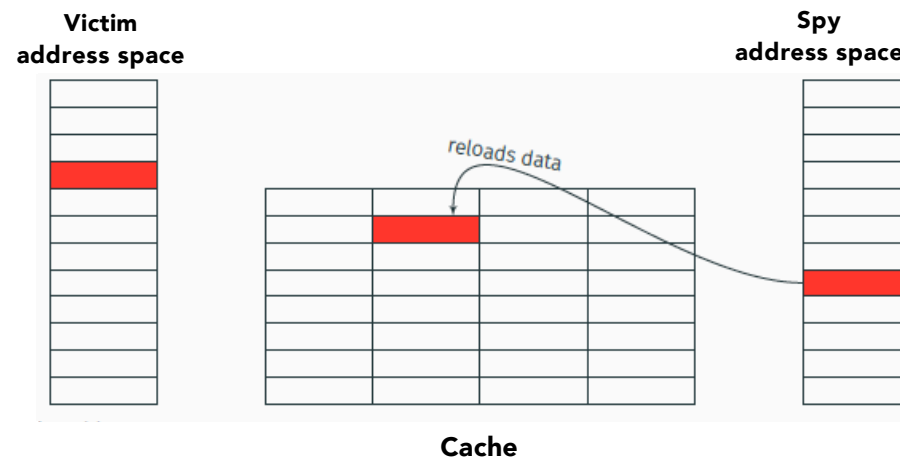 Victim
address space
Spy
address space
reloads data
Cache